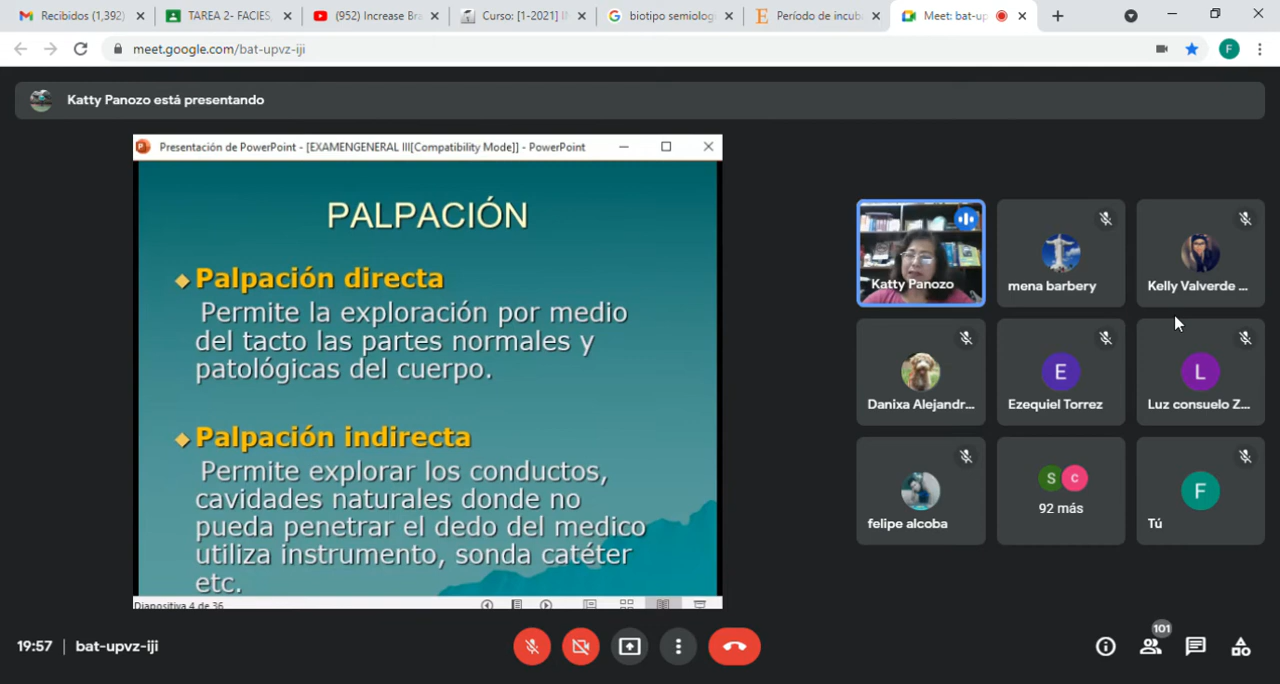 Recibidos (1,392)
TAREA 2- FACIES,
(952) Increase Bra
Curso: [1-2021] II
biotipo semiolog
Período de incub
Meet: bat-up
meet.google.com/bat-upvz-iji
F
Katty Panozo está presentando
Presentación de PowerPoint - [EXAMENGENERAL III[Compatibility Mode]] - PowerPoint
PALPACIÓN
Palpación directa
Permite la exploración por medio
del tacto las partes normales y
patológicas del cuerpo.
Palpación indirecta
Permite explorar los conductos,
cavidades naturales donde no
pueda penetrar el dedo del medico
utiliza instrumento, sonda catéter
etc.
Diapositiva 4 de 36
Katty Panozo
mena barbery
Kelly Valverde ...
Danixa Alejandr...
E
Ezequiel Torrez
L
Luz consuelo Z...
felipe alcoba
S C
92 más
F
Tú
19:57 | bat-upvz-iji
101